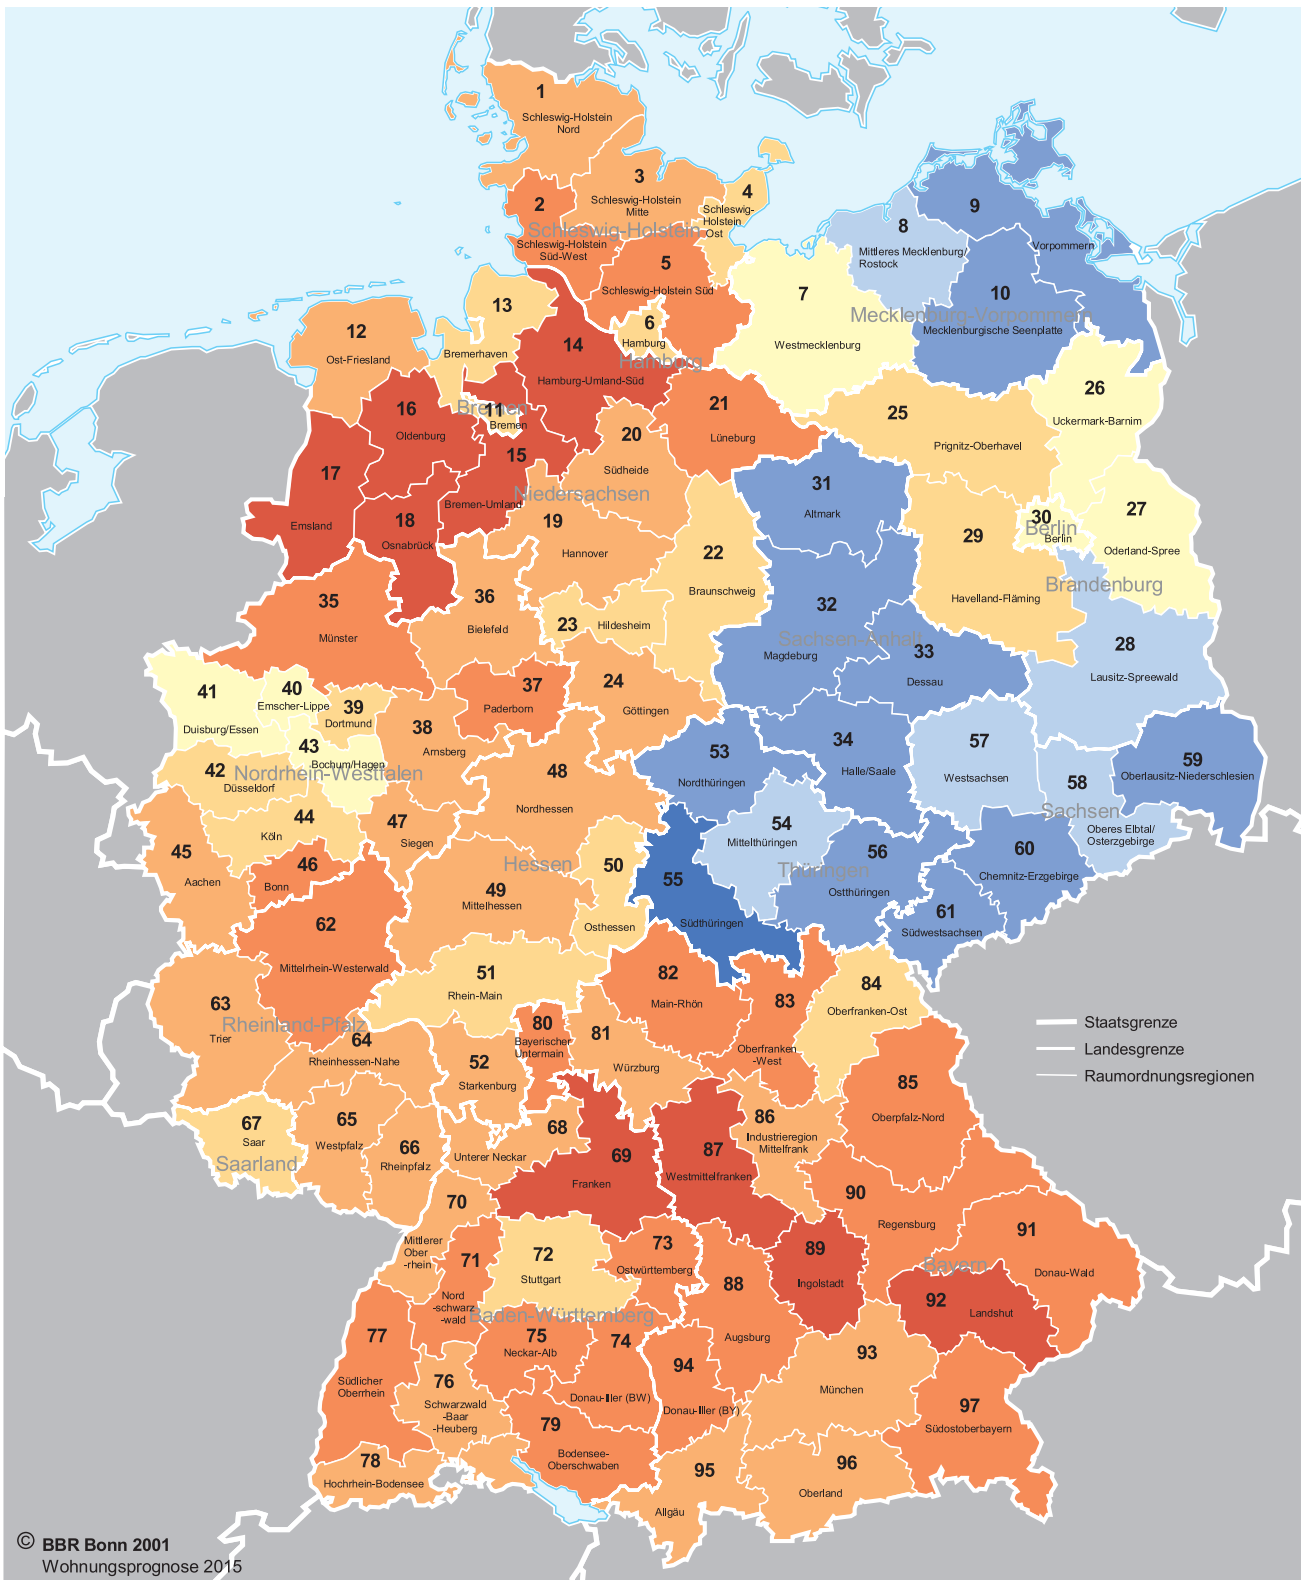 1
Schleswig-Holstein
Nord
3
Schleswig-Holstein
Mitte
2
Schleswig-Holstein
Süd-West
4
Schleswig-
Holstein
Ost
Schleswig-Holstein
5
Schleswig-Holstein Süd
6
Hamburg
Hamburg
7
Westmecklenburg
8
Mittleres Mecklenburg/
Rostock
9
Vorpommern
10
Mecklenburgische Seenplatte
Mecklenburg-Vorpommern
12
Ost-Friesland
13
Bremerhaven
14
Hamburg-Umland-Süd
11
Bremen
Bremen
16
Oldenburg
15
Bremen-Umland
17
Emsland
18
Osnabrück
20
Südheide
21
Lüneburg
Niedersachsen
19
Hannover
22
Braunschweig
23
Hildesheim
24
Göttingen
25
Prignitz-Oberhavel
26
Uckermark-Barnim
27
Oderland-Spree
30
Berlin
Berlin
29
Havelland-Fläming
Brandenburg
28
Lausitz-Spreewald
31
Altmark
32
Magdeburg
Sachsen-Anhalt
33
Dessau
34
Halle/Saale
35
Münster
36
Bielefeld
37
Paderborn
38
Arnsberg
39
Dortmund
40
Emscher-Lippe
41
Duisburg/Essen
43
Bochum/Hagen
42
Düsseldorf
Nordrhein-Westfalen
44
Köln
45
Aachen
46
Bonn
47
Siegen
48
Nordhessen
Hessen
49
Mittelhessen
50
Osthessen
51
Rhein-Main
52
Starkenburg
53
Nordthüringen
54
Mittelthüringen
Thüringen
55
Südthüringen
56
Ostthüringen
57
Westsachsen
58
Oberes Elbtal/
Osterzgebirge
Sachsen
59
Oberlausitz-Niederschlesien
60
Chemnitz-Erzgebirge
61
Südwestsachsen
62
Mittelrhein-Westerwald
63
Trier
Rheinland-Pfalz
64
Rheinhessen-Nahe
65
Westpfalz
66
Rheinpfalz
67
Saar
Saarland
68
Unterer Neckar
69
Franken
70
Mittlerer
Ober
-rhein
71
Nord
-schwarz
-wald
72
Stuttgart
Baden-Württemberg
73
Ostwürttemberg
74
Donau-Iller (BW)
75
Neckar-Alb
76
Schwarzwald
-Baar
-Heuberg
77
Südlicher
Oberrhein
78
Hochrhein-Bodensee
79
Bodensee-
Oberschwaben
80
Bayerischer
Untermain
81
Würzburg
82
Main-Rhön
83
Oberfranken
-West
84
Oberfranken-Ost
85
Oberpfalz-Nord
86
Industrieregion
Mittelfrank
87
Westmittelfranken
88
Augsburg
89
Ingolstadt
90
Regensburg
Bayern
91
Donau-Wald
92
Landshut
93
München
94
Donau-Iller (BY)
95
Allgäu
96
Oberland
97
Südostoberbayern
Staatsgrenze
Landesgrenze
Raumordnungsregionen
© BBR Bonn 2001
Wohnungsprognose 2015